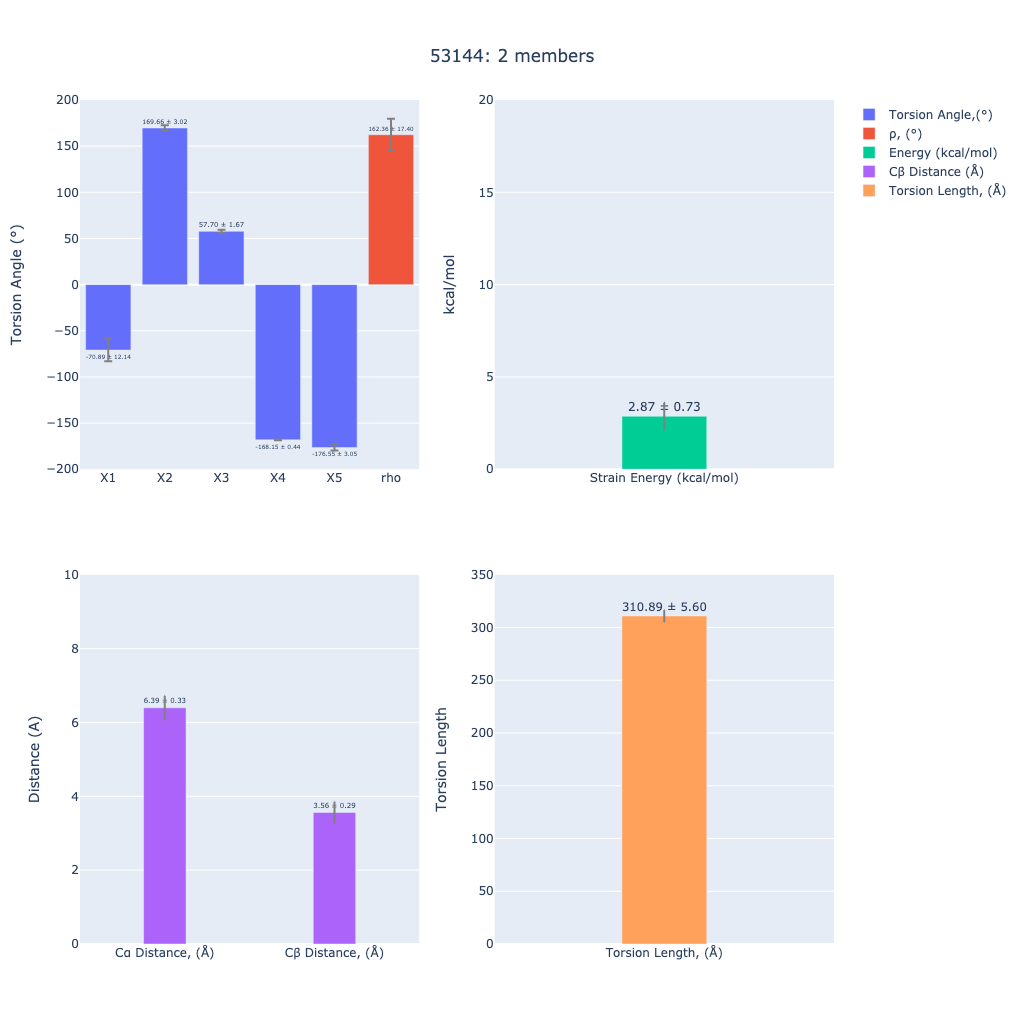 53144: 2 members
Torsion Angle (°)
200
150
100
50
0
−50
−100
−150
−200
169.66 ± 3.02
162.36 ± 17.40
57.70 ± 1.67
-70.89 ± 12.14
-168.15 ± 0.44
-176.55 ± 3.05
X1 X2 X3 X4 X5 rho
kcal/mol
20
15
10
5
0
2.87 ± 0.73
Strain Energy (kcal/mol)
Torsion Angle,(°)
ρ, (°)
Energy (kcal/mol)
Cβ Distance (Å)
Torsion Length, (Å)
Distance (A)
10
8
6
4
2
0
6.39 ± 0.33
3.56 ± 0.29
Cα Distance, (Å) Cβ Distance, (Å)
Torsion Length
350
300
250
200
150
100
50
0
310.89 ± 5.60
Torsion Length, (Å)